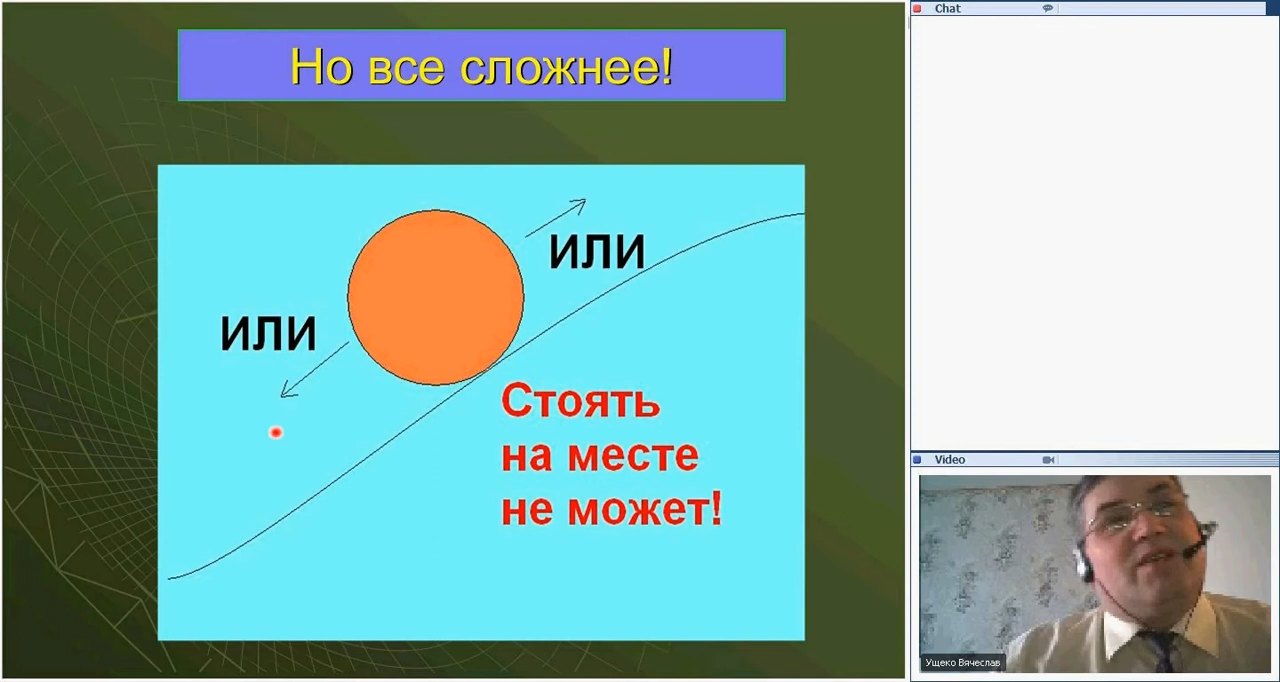 Но все сложнее!
ИЛИ
ИЛИ
Стоять
на месте
не может!
Chat
Video
Ущеко Вячеслав